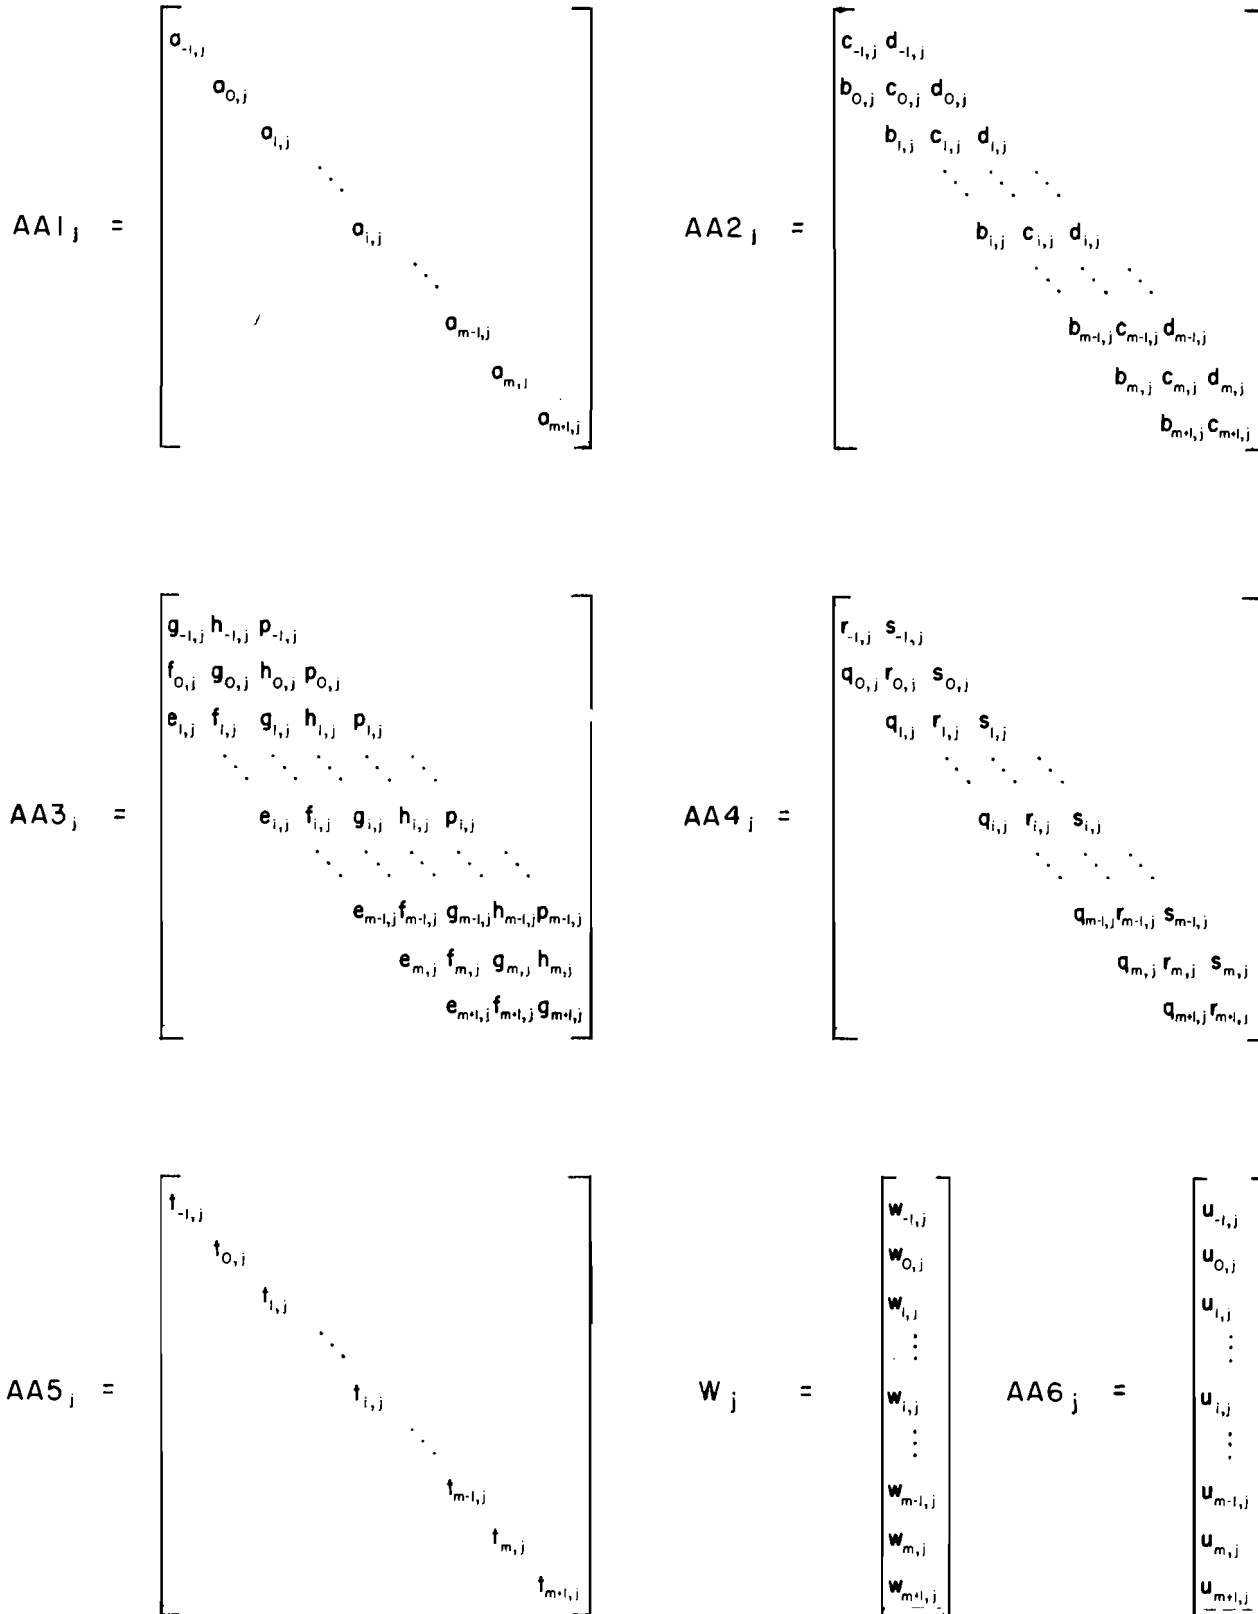 a₋₁,ⱼ
a₀,ⱼ
a₁,ⱼ
AA1ⱼ = aᵢ,ⱼ
aₘ₋₁,ⱼ
aₘ,ⱼ
aₘ₊₁,ⱼ
c₋₁,ⱼ d₋₁,ⱼ
b₀,ⱼ c₀,ⱼ d₀,ⱼ
b₁,ⱼ c₁,ⱼ d₁,ⱼ
AA2ⱼ = bᵢ,ⱼ cᵢ,ⱼ dᵢ,ⱼ
bₘ₋₁,ⱼ cₘ₋₁,ⱼ dₘ₋₁,ⱼ
bₘ,ⱼ cₘ,ⱼ dₘ,ⱼ
bₘ₊₁,ⱼ cₘ₊₁,ⱼ
g₋₁,ⱼ h₋₁,ⱼ p₋₁,ⱼ
f₀,ⱼ g₀,ⱼ h₀,ⱼ p₀,ⱼ
e₁,ⱼ f₁,ⱼ g₁,ⱼ h₁,ⱼ p₁,ⱼ
AA3ⱼ = eᵢ,ⱼ fᵢ,ⱼ gᵢ,ⱼ hᵢ,ⱼ pᵢ,ⱼ
eₘ₋₁,ⱼ fₘ₋₁,ⱼ gₘ₋₁,ⱼ hₘ₋₁,ⱼ pₘ₋₁,ⱼ
eₘ,ⱼ fₘ,ⱼ gₘ,ⱼ hₘ,ⱼ
eₘ₊₁,ⱼ fₘ₊₁,ⱼ gₘ₊₁,ⱼ
r₋₁,ⱼ s₋₁,ⱼ
q₀,ⱼ r₀,ⱼ s₀,ⱼ
q₁,ⱼ r₁,ⱼ s₁,ⱼ
AA4ⱼ = qᵢ,ⱼ rᵢ,ⱼ sᵢ,ⱼ
qₘ₋₁,ⱼ rₘ₋₁,ⱼ sₘ₋₁,ⱼ
qₘ,ⱼ rₘ,ⱼ sₘ,ⱼ
qₘ₊₁,ⱼ rₘ₊₁,ⱼ
t₋₁,ⱼ
t₀,ⱼ
t₁,ⱼ
AA5ⱼ = tᵢ,ⱼ
tₘ₋₁,ⱼ
tₘ,ⱼ
tₘ₊₁,ⱼ
w₋₁,ⱼ
w₀,ⱼ
w₁,ⱼ
Wⱼ = wᵢ,ⱼ
wₘ₋₁,ⱼ
wₘ,ⱼ
wₘ₊₁,ⱼ
u₋₁,ⱼ
u₀,ⱼ
u₁,ⱼ
AA6ⱼ = uᵢ,ⱼ
uₘ₋₁,ⱼ
uₘ,ⱼ
uₘ₊₁,ⱼ